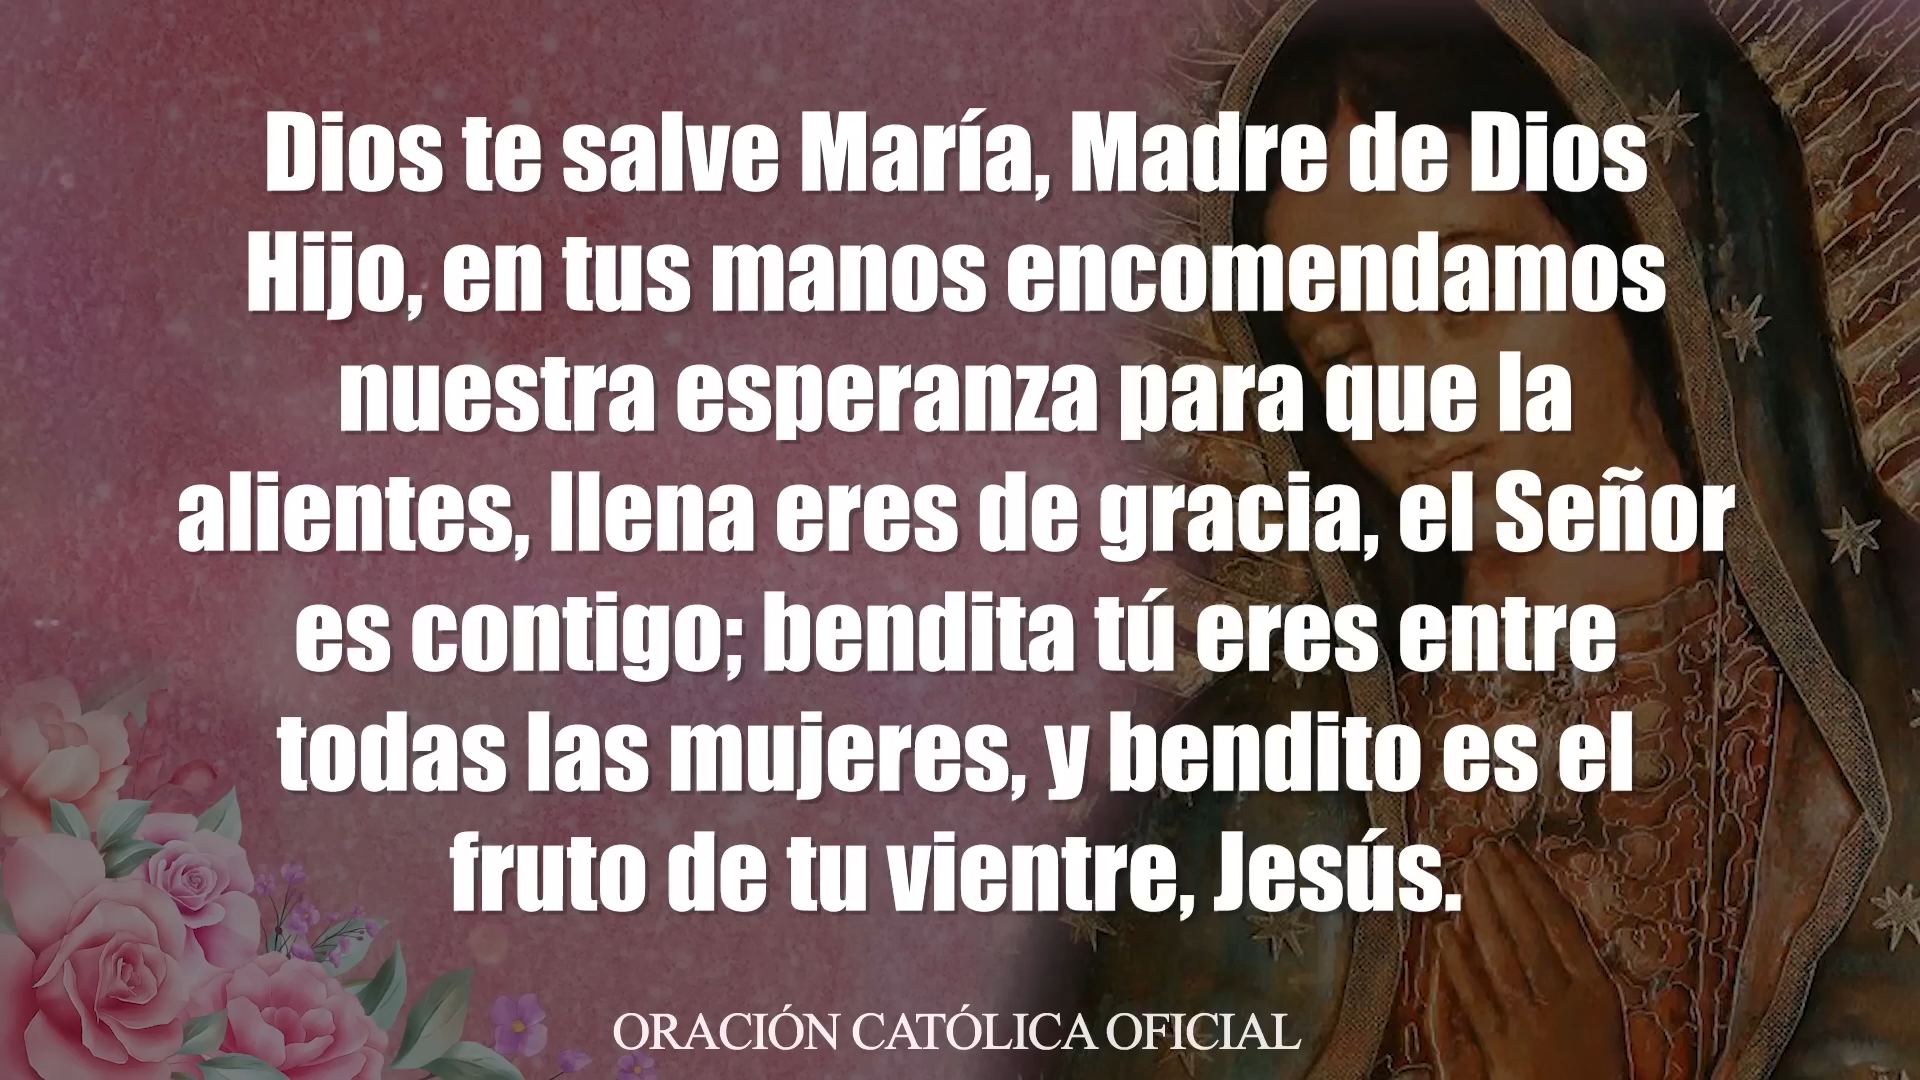 Dios te salve María, Madre de Dios
Hijo, en tus manos encomendamos
nuestra esperanza para que la
alientes, llena eres de gracia, el Señor
es contigo; bendita tú eres entre
todas las mujeres, y bendito es el
fruto de tu vientre, Jesús.
ORACIÓN CATÓLICA OFICIAL